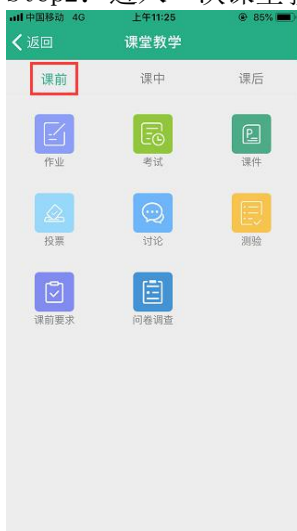 中国移动 4G 上午11:25 85%
返回 课堂教学
课前 课中 课后
作业 考试 课件
投票 讨论 测验
课前要求 问卷调查